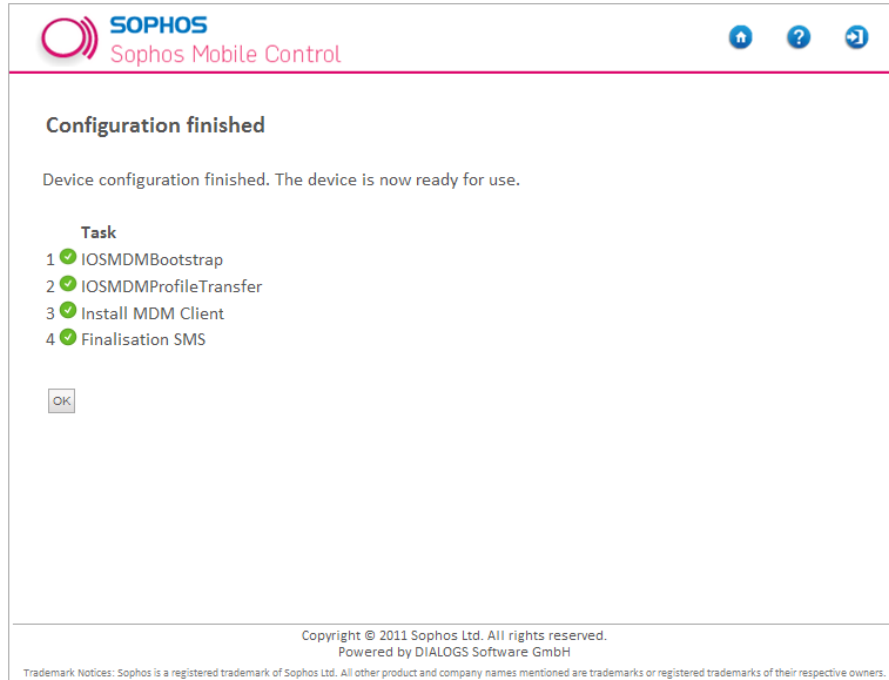 SOPHOS
Sophos Mobile Control
Configuration finished
Device configuration finished. The device is now ready for use.
Task
1 IOSMDMBootstrap
2 IOSMDMProfileTransfer
3 Install MDM Client
4 Finalisation SMS
OK
Copyright © 2011 Sophos Ltd. All rights reserved.
Powered by DIALOGS Software GmbH
Trademark Notices: Sophos is a registered trademark of Sophos Ltd. All other product and company names mentioned are trademarks or registered trademarks of their respective owners.